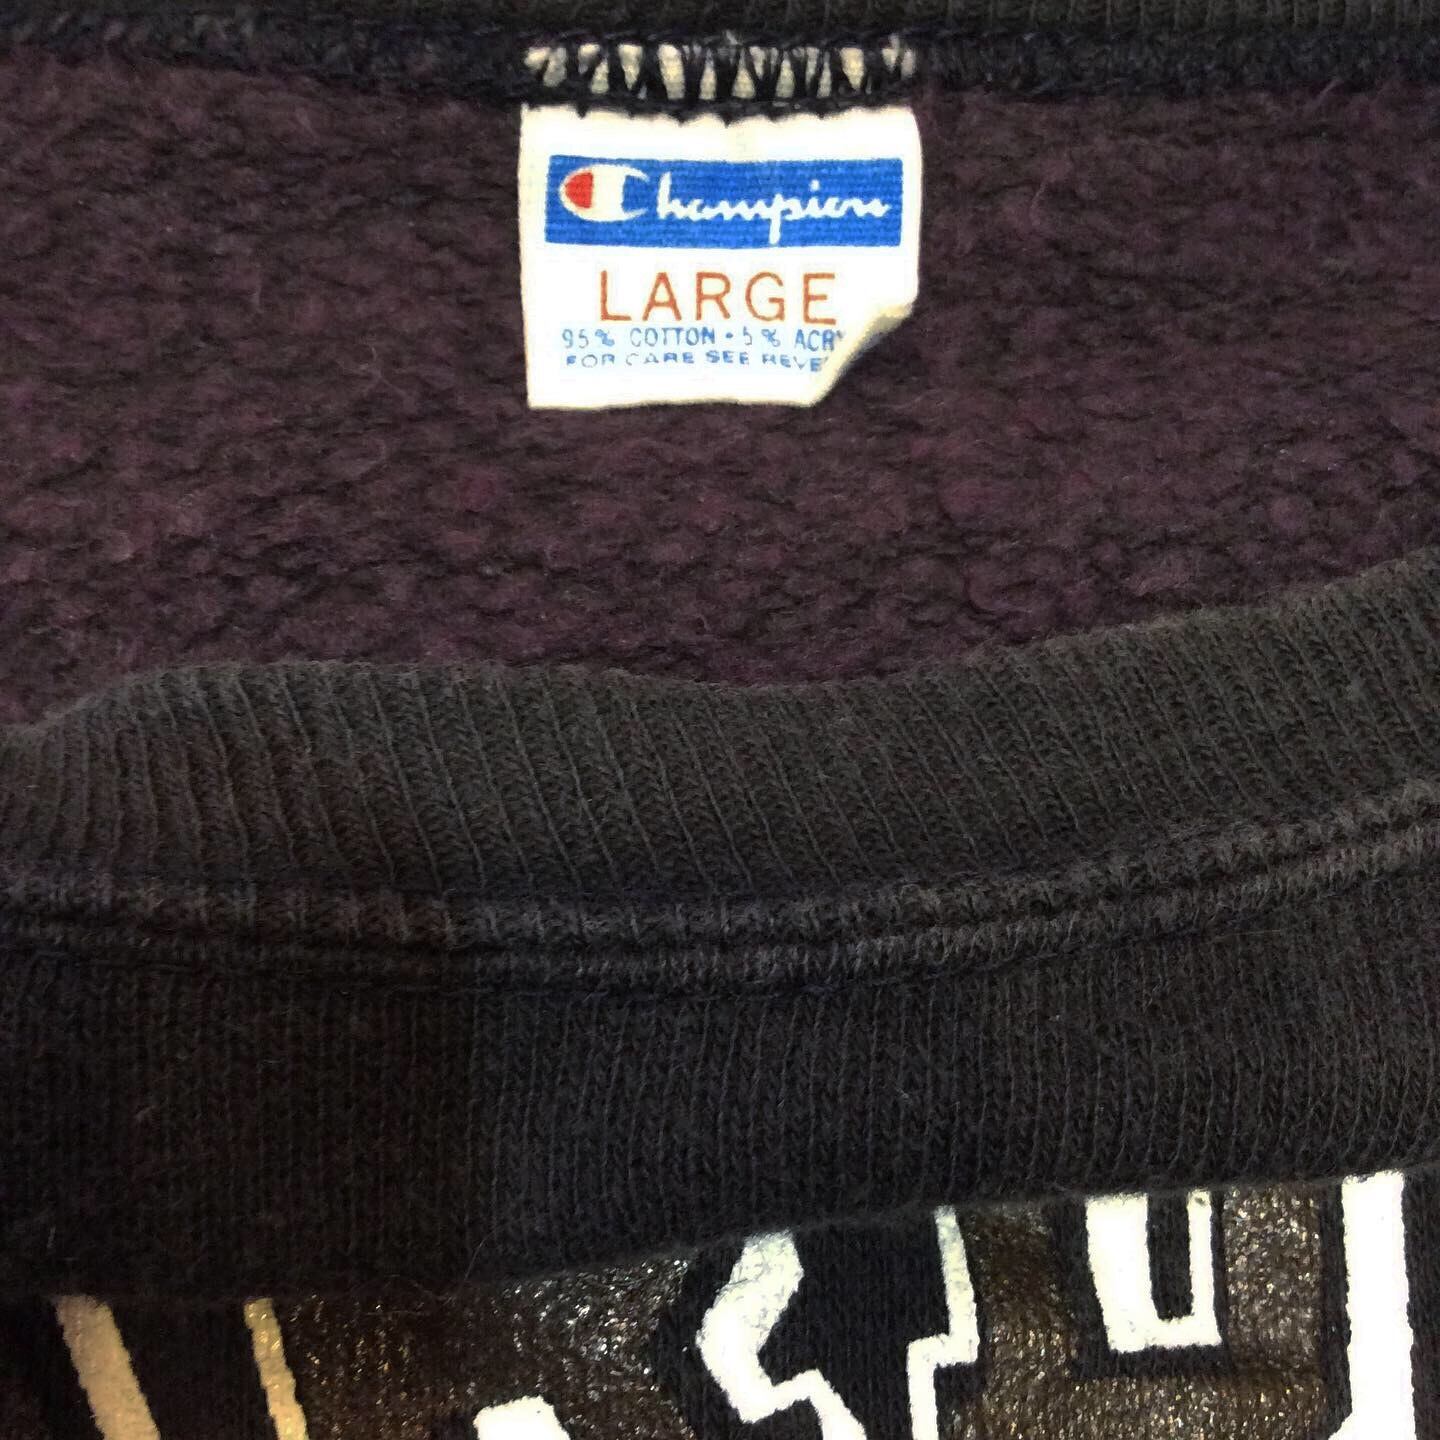 Champion
LARGE
95% COTTON • 5% ACRY
FOR CARE SEE REVE